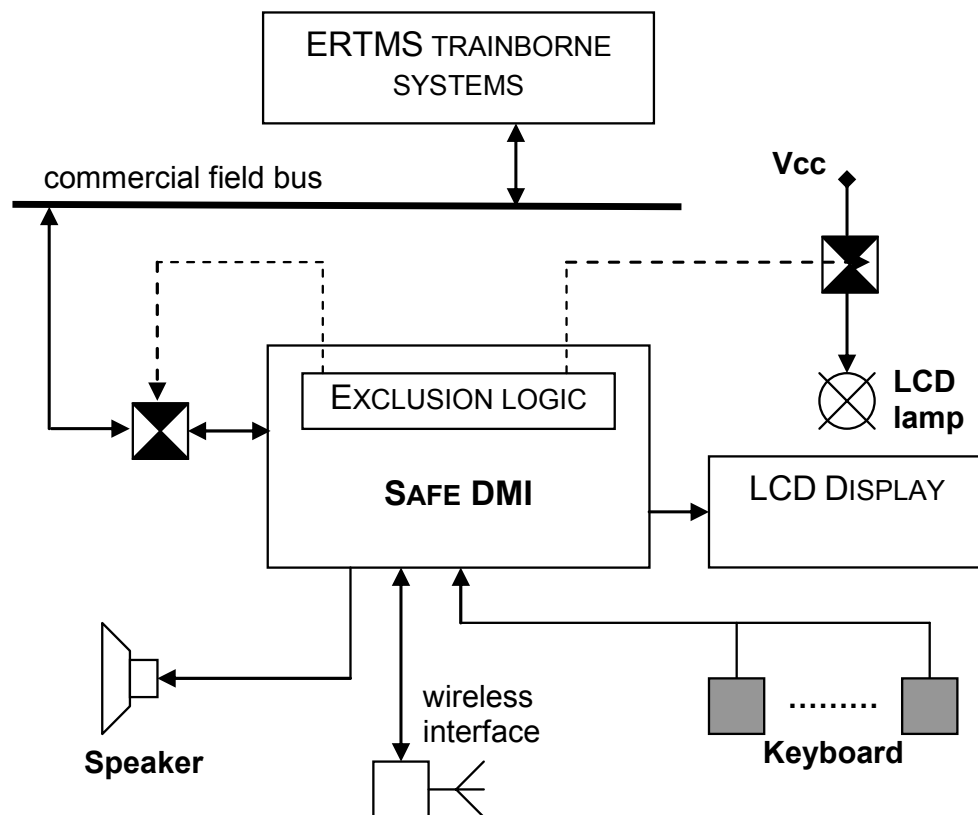 ERTMS TRAINBORNE
SYSTEMS
commercial field bus
Vcc
EXCLUSION LOGIC
LCD
lamp
SAFE DMI
LCD DISPLAY
wireless
interface
.........
Speaker
Keyboard